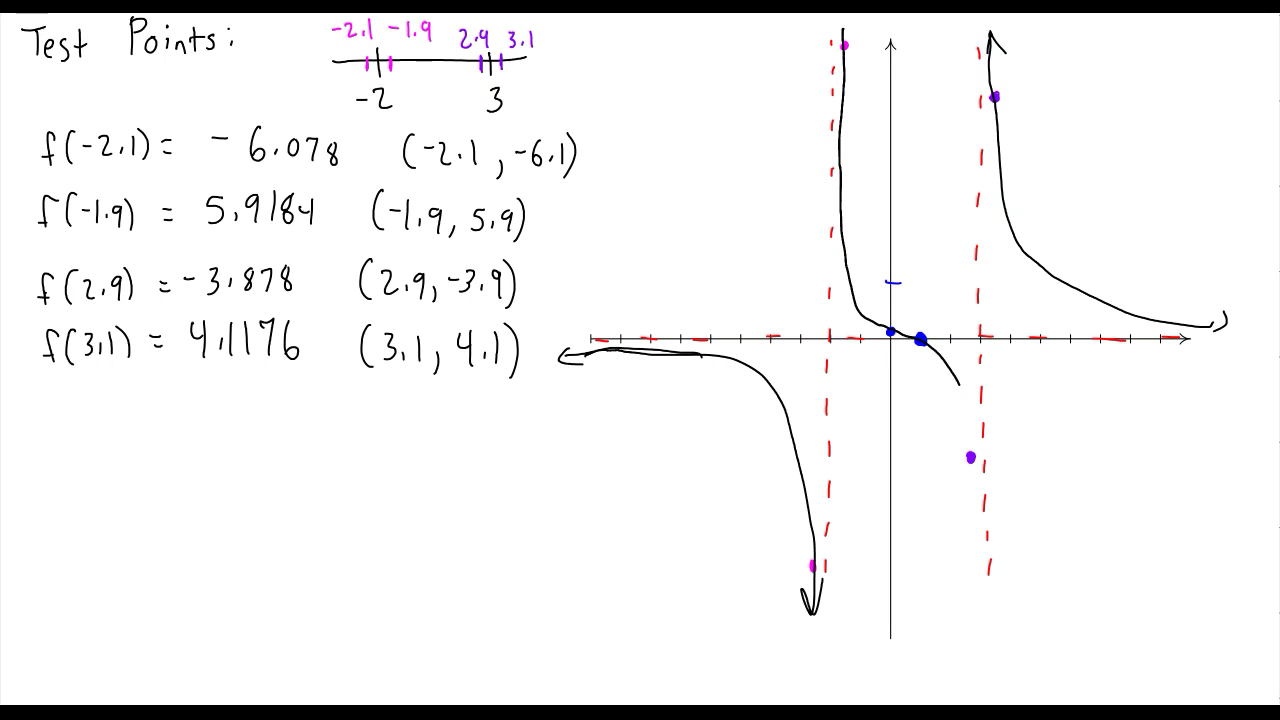 Test Points:
-2.1 -1.9 2.9 3.1
-2 3
f(-2.1) = -6.078 (-2.1, -6.1)
f(-1.9) = 5.9184 (-1.9, 5.9)
f(2.9) = -3.878 (2.9, -3.9)
f(3.1) = 4.1176 (3.1, 4.1)